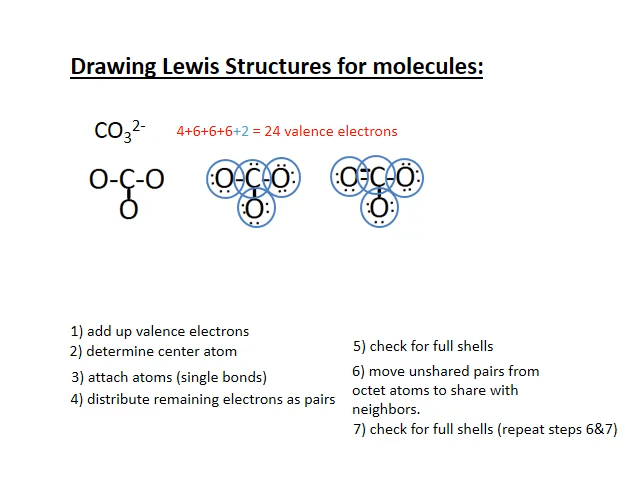 Drawing Lewis Structures for molecules:
CO₃²⁻ 4+6+6+6+2 = 24 valence electrons
O-C-O :O-C-O: :O=C-O:
O :O: :O:
1) add up valence electrons
2) determine center atom
3) attach atoms (single bonds)
4) distribute remaining electrons as pairs
5) check for full shells
6) move unshared pairs from
octet atoms to share with
neighbors.
7) check for full shells (repeat steps 6&7)